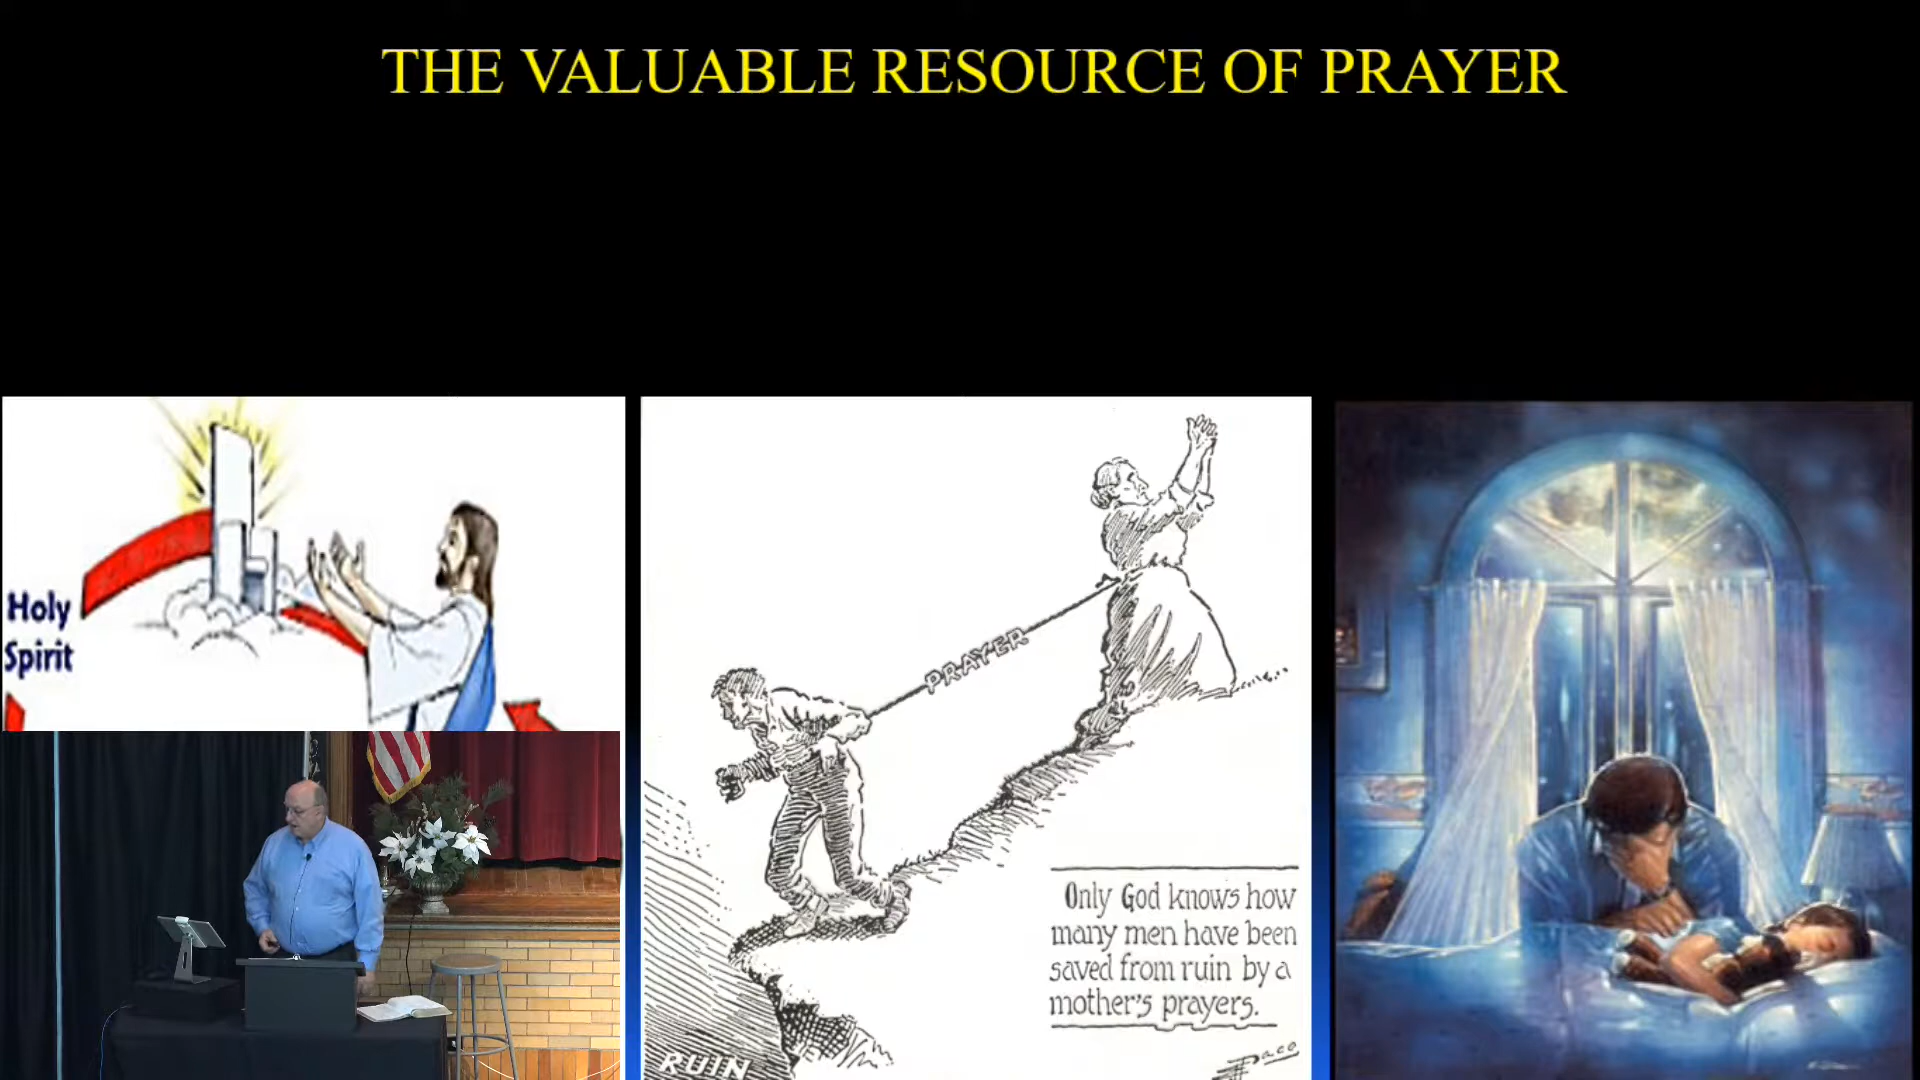 THE VALUABLE RESOURCE OF PRAYER
Holy
Spirit
PRAYER
Only God knows how
many men have been
saved from ruin by a
mother's prayers.
RUIN